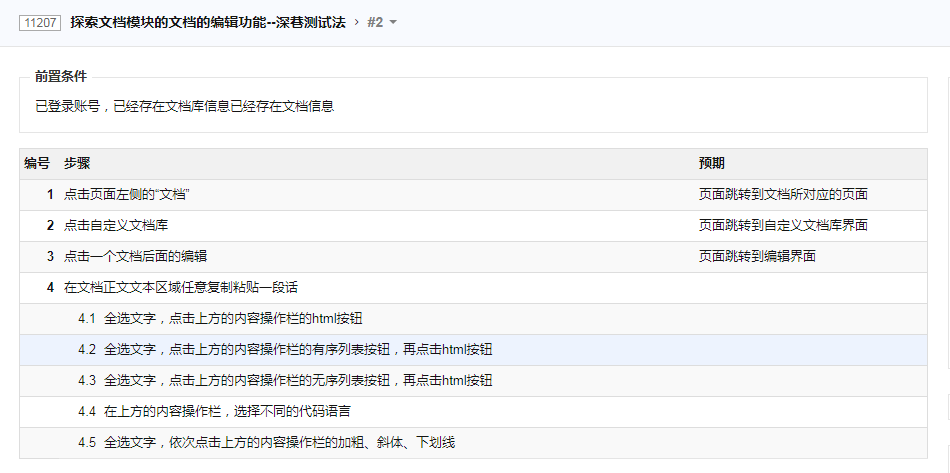 11207 探索文档模块的文档的编辑功能--深巷测试法 > #2
前置条件
已登录账号，已经存在文档库信息已经存在文档信息
编号 步骤 预期
1 点击页面左侧的“文档” 页面跳转到文档所对应的页面
2 点击自定义文档库 页面跳转到自定义文档库界面
3 点击一个文档后面的编辑 页面跳转到编辑界面
4 在文档正文文本区域任意复制粘贴一段话
4.1 全选文字，点击上方的内容操作栏的html按钮
4.2 全选文字，点击上方的内容操作栏的有序列表按钮，再点击html按钮
4.3 全选文字，点击上方的内容操作栏的无序列表按钮，再点击html按钮
4.4 在上方的内容操作栏，选择不同的代码语言
4.5 全选文字，依次点击上方的内容操作栏的加粗、斜体、下划线